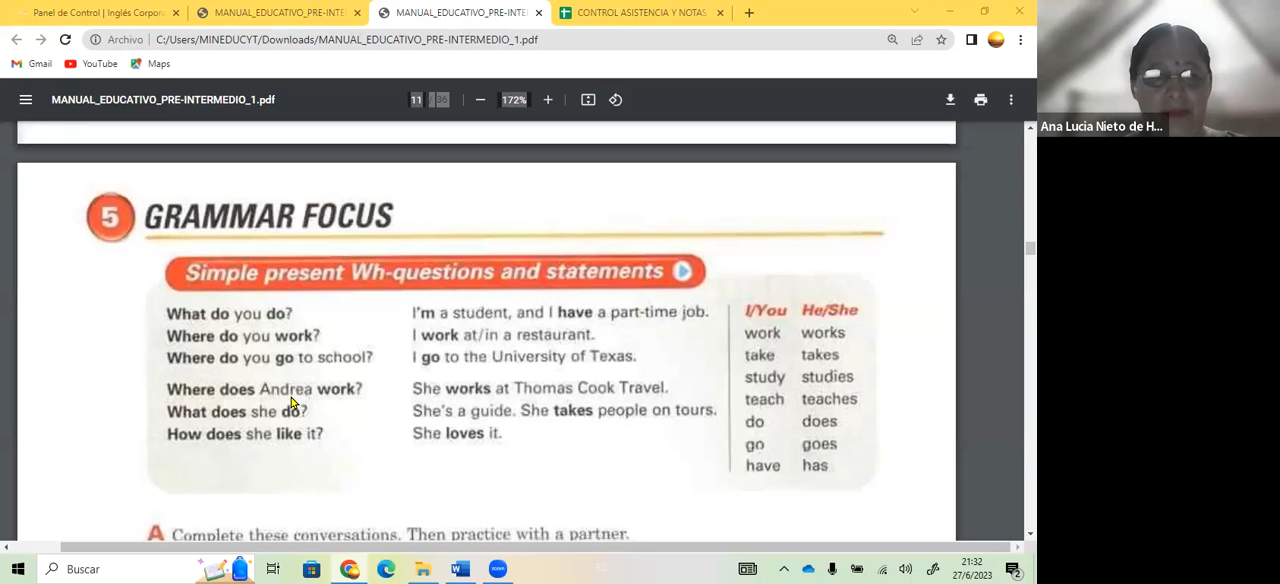 Panel de Control | Inglés Corpora
MANUAL_EDUCATIVO_PRE-INTERME
MANUAL_EDUCATIVO_PRE-INTERME
CONTROL ASISTENCIA Y NOTAS
Archivo
C:/Users/MINEDUCYT/Downloads/MANUAL_EDUCATIVO_PRE-INTERMEDIO_1.pdf
Gmail
YouTube
Maps
MANUAL_EDUCATIVO_PRE-INTERMEDIO_1.pdf
11 / 36
172%
Ana Lucia Nieto de H...
5 GRAMMAR FOCUS
Simple present Wh-questions and statements
What do you do?
Where do you work?
Where do you go to school?
Where does Andrea work?
What does she do?
How does she like it?
I'm a student, and I have a part-time job.
I work at/in a restaurant.
I go to the University of Texas.
She works at Thomas Cook Travel.
She's a guide. She takes people on tours.
She loves it.
I/You He/She
work works
take takes
study studies
teach teaches
do does
go goes
have has
A Complete these conversations. Then practice with a partner.
Buscar
zoom
21:32
27/6/2023
2